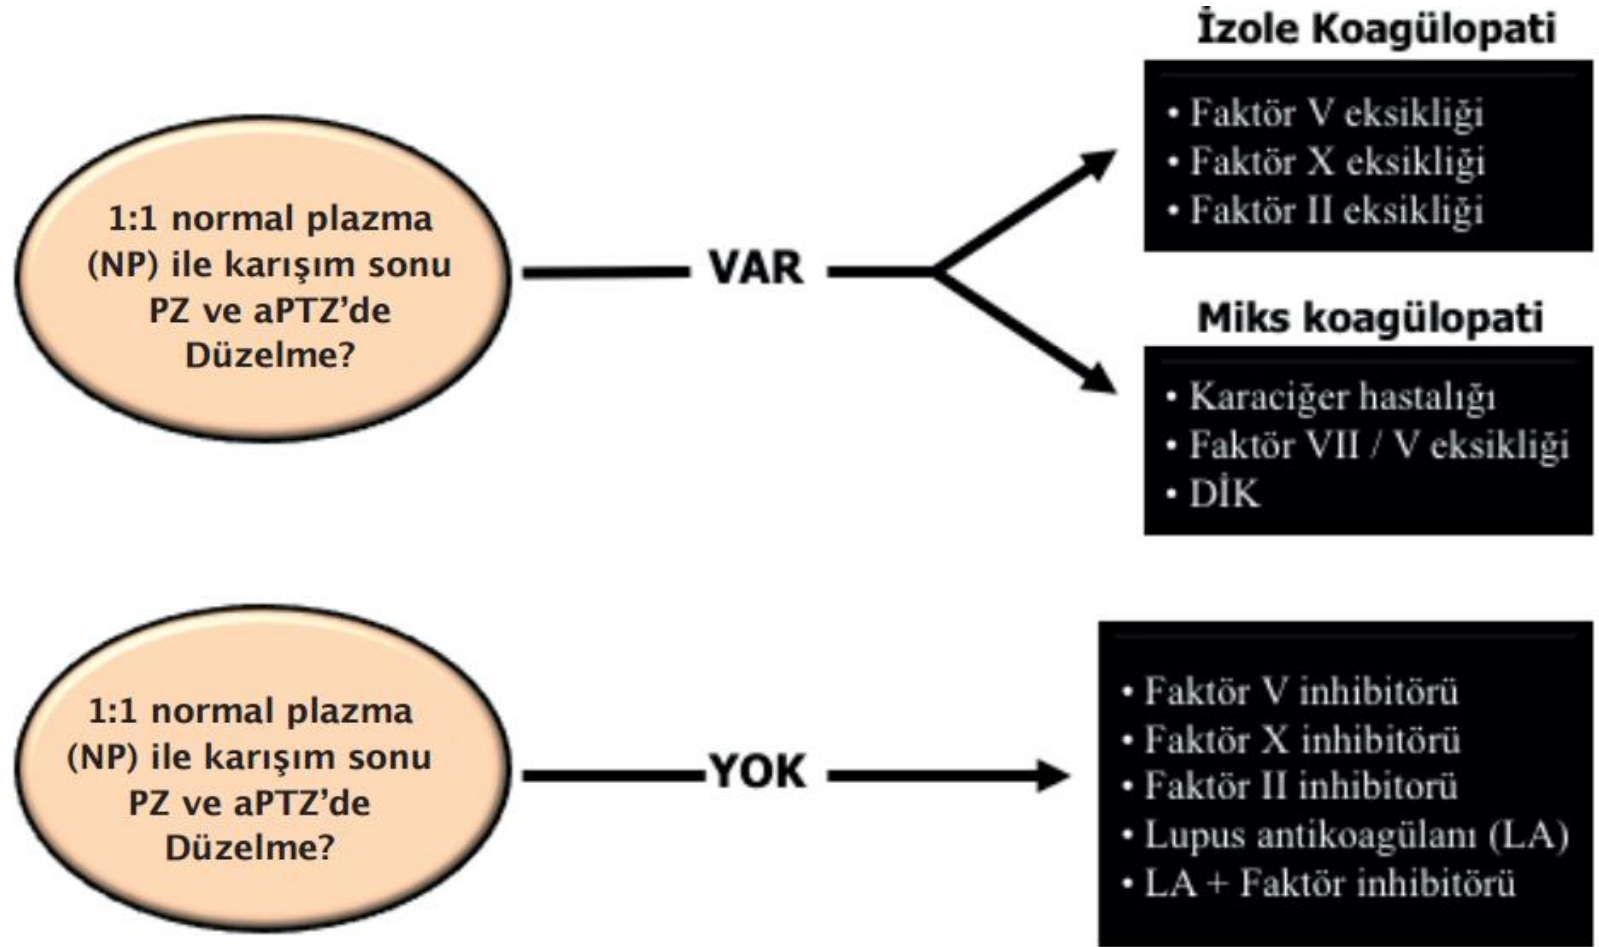 1:1 normal plazma
(NP) ile karışım sonu
PZ ve aPTZ’de
Düzelme?
VAR
İzole Koagülopati
• Faktör V eksikliği
• Faktör X eksikliği
• Faktör II eksikliği
Miks koagülopati
• Karaciğer hastalığı
• Faktör VII / V eksikliği
• DİK
1:1 normal plazma
(NP) ile karışım sonu
PZ ve aPTZ’de
Düzelme?
YOK
• Faktör V inhibitörü
• Faktör X inhibitörü
• Faktör II inhibitorü
• Lupus antikoagülanı (LA)
• LA + Faktör inhibitörü